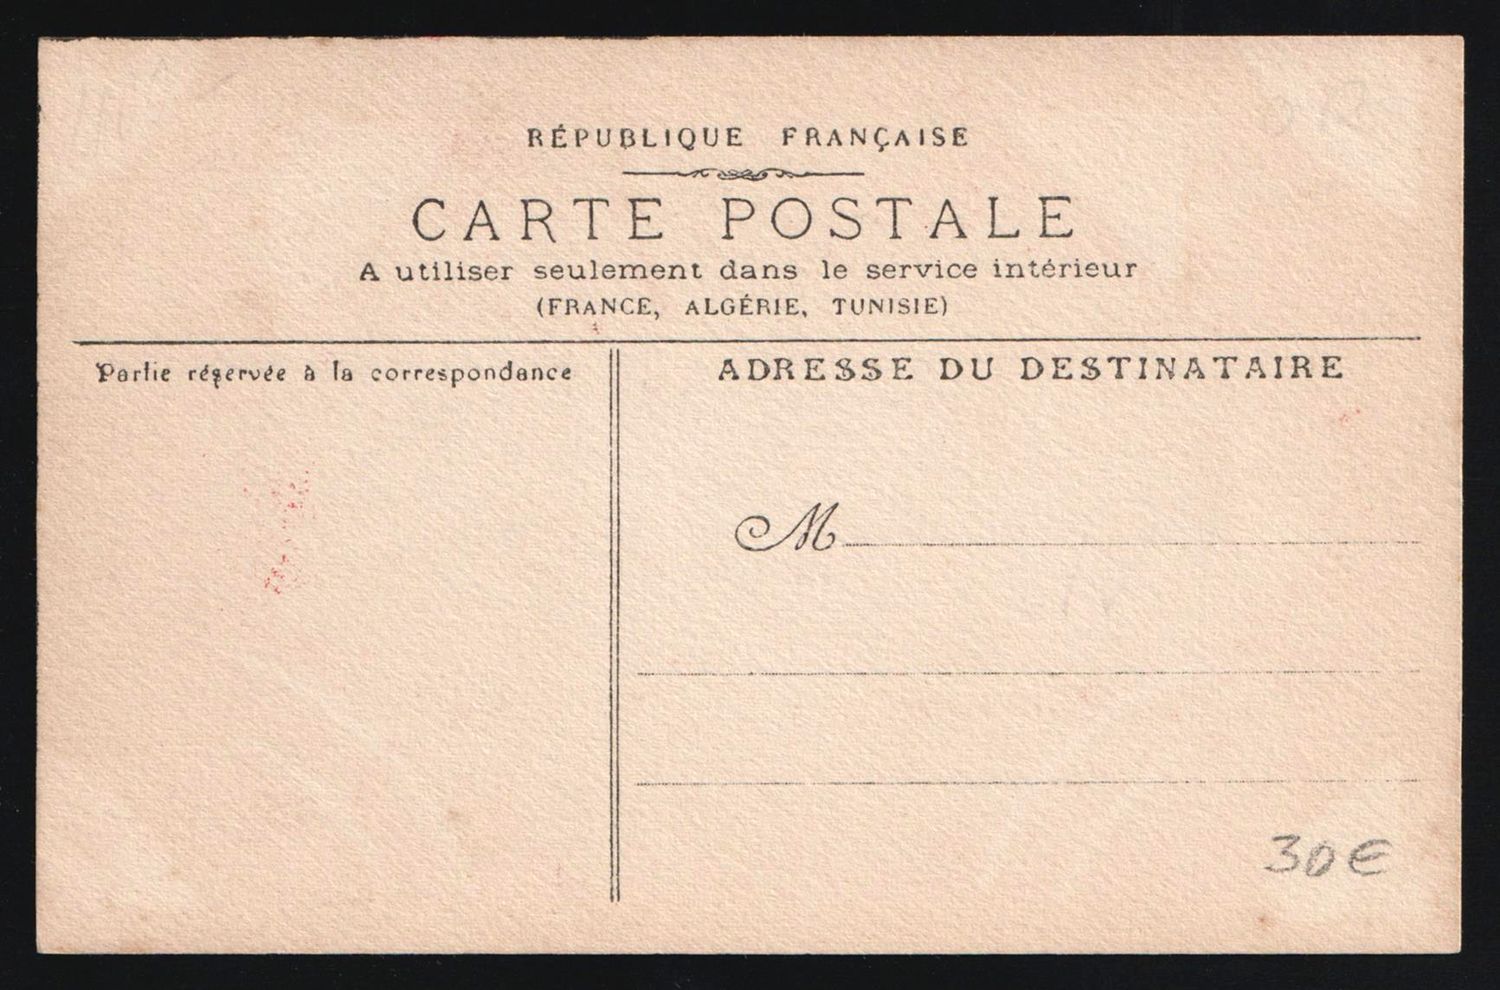 RÉPUBLIQUE FRANÇAISE
CARTE POSTALE
A utiliser seulement dans le service intérieur
(FRANCE, ALGÉRIE, TUNISIE)
Partie réservée à la correspondance
ADRESSE DU DESTINATAIRE
M
30€